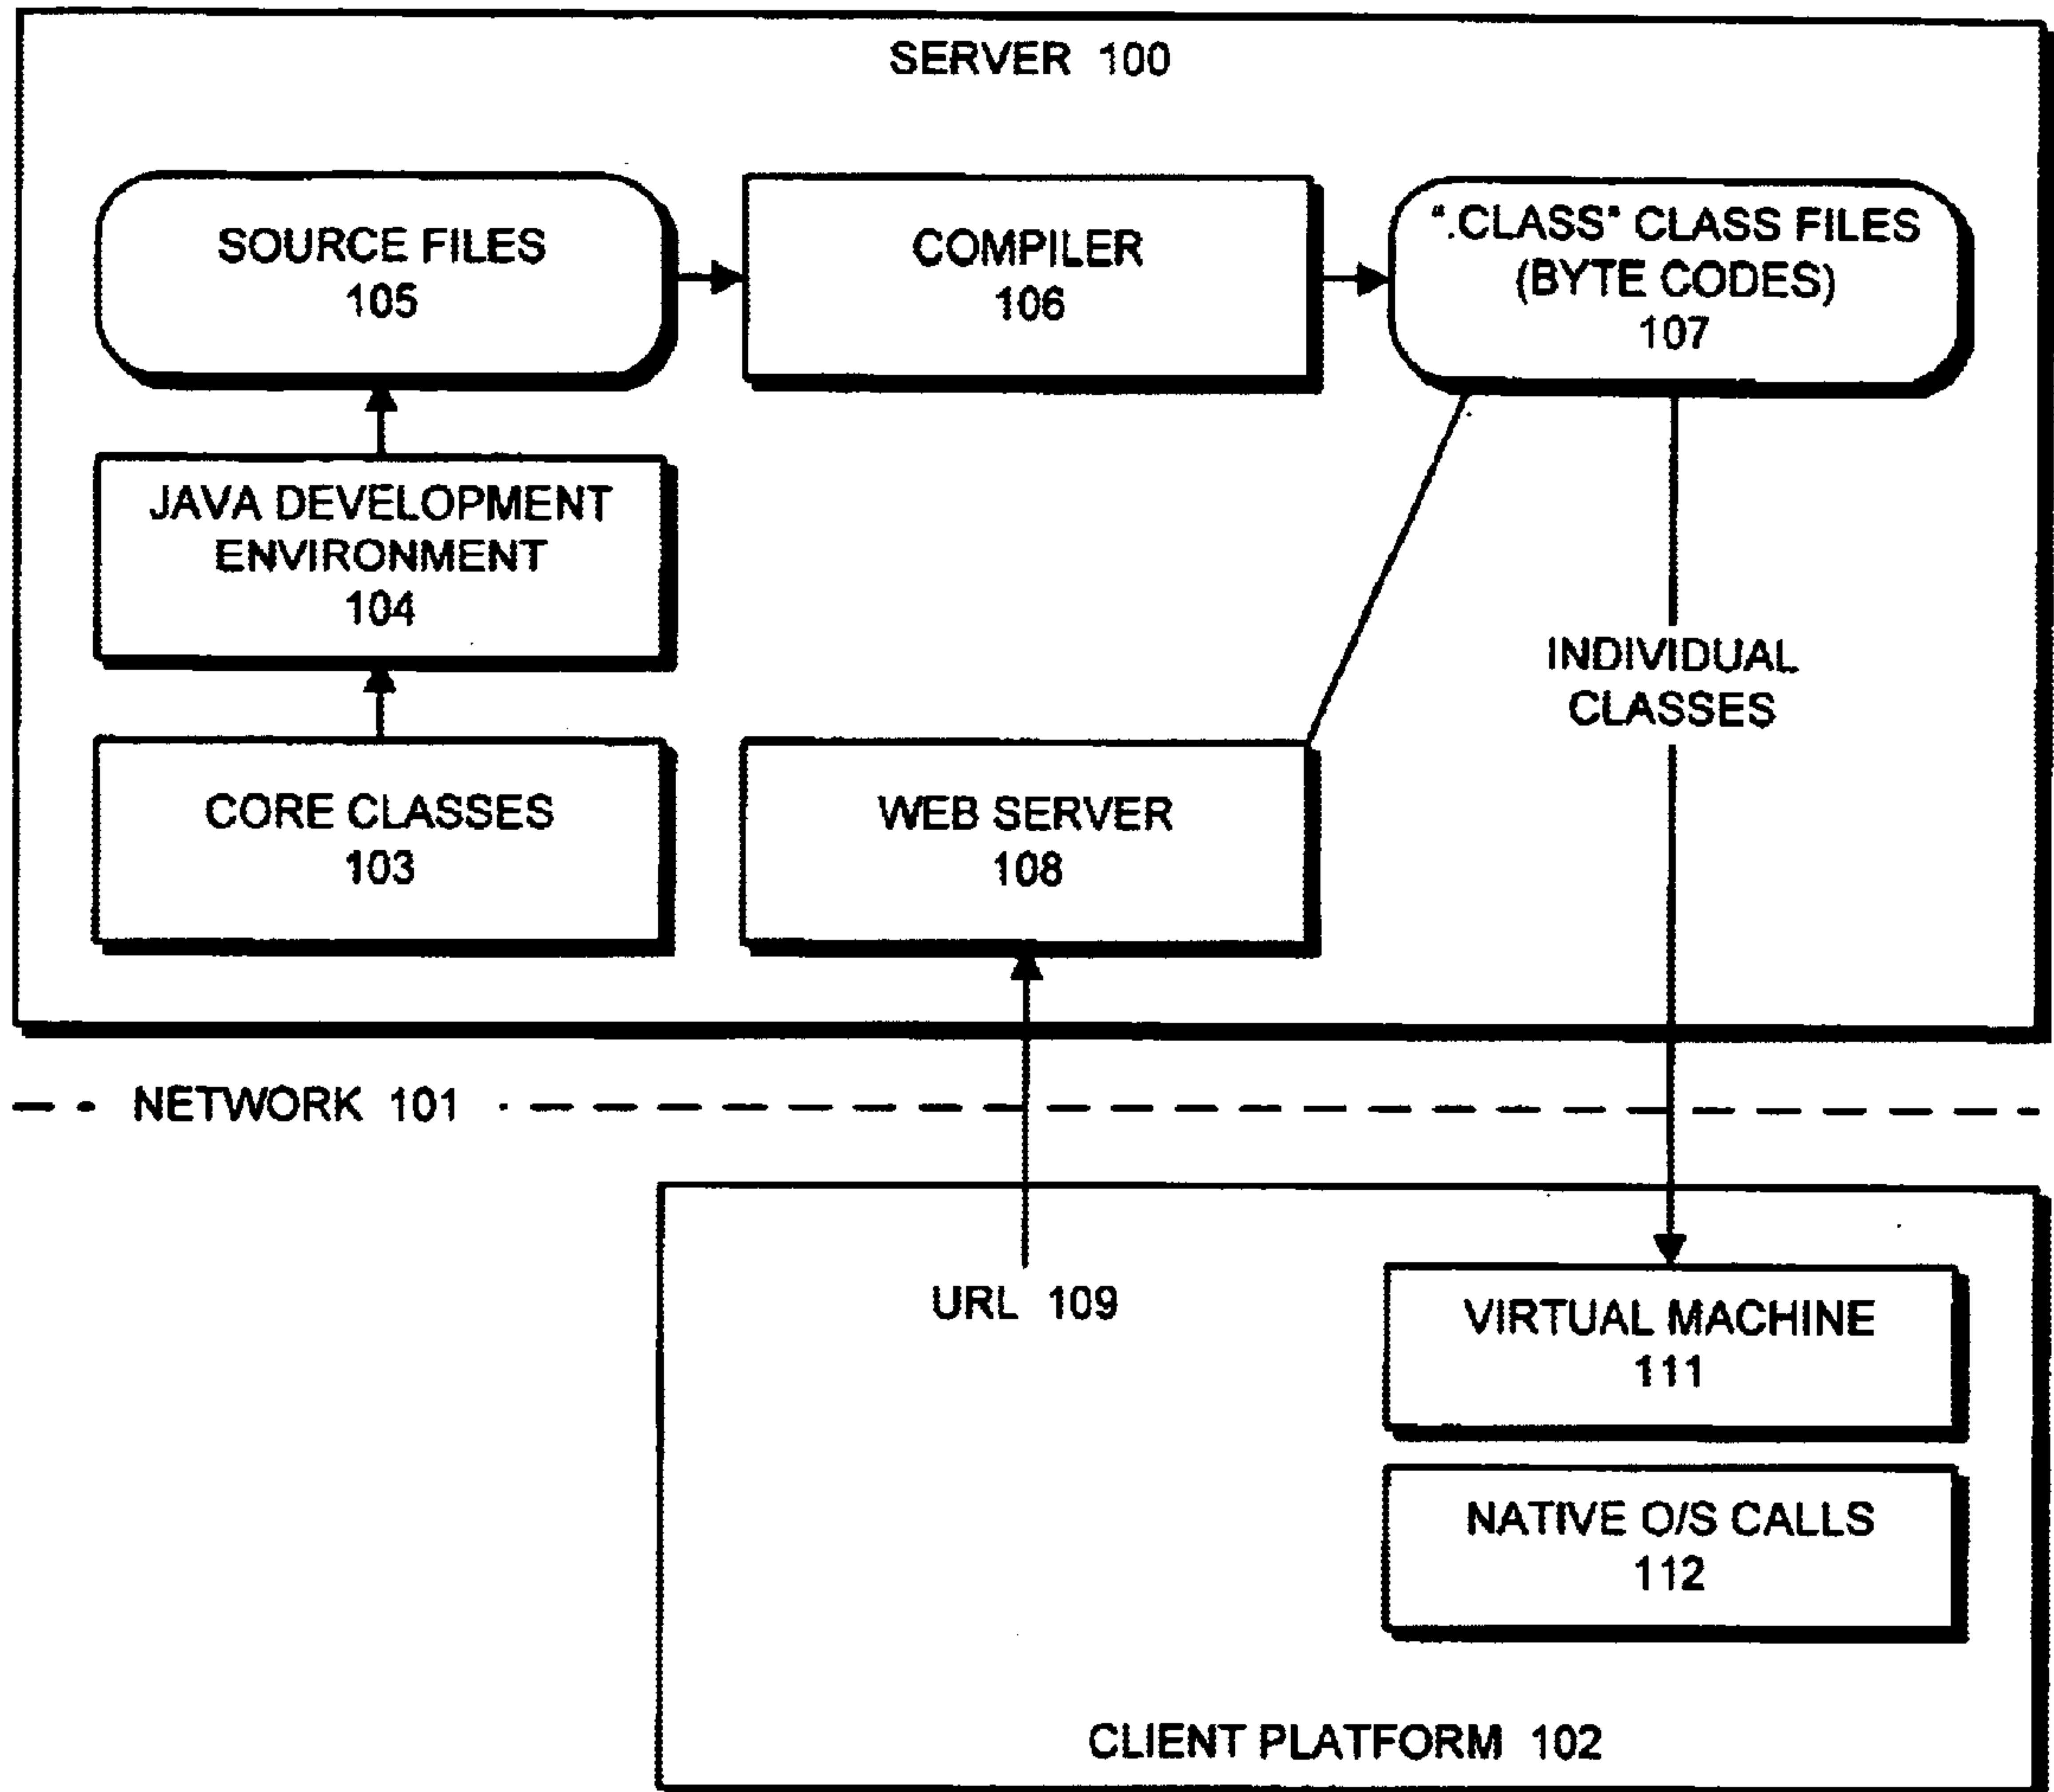 SERVER 100
SOURCE FILES
105
COMPILER
106
".CLASS" CLASS FILES
(BYTE CODES)
107
JAVA DEVELOPMENT
ENVIRONMENT
104
INDIVIDUAL
CLASSES
CORE CLASSES
103
WEB SERVER
108
NETWORK 101
URL 109
VIRTUAL MACHINE
111
NATIVE O/S CALLS
112
CLIENT PLATFORM 102